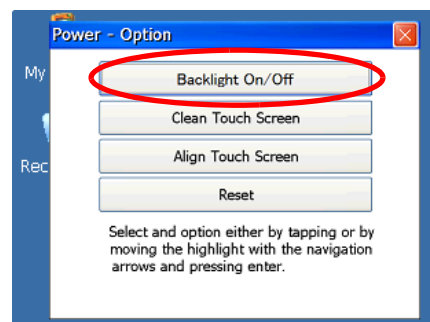 Power - Option
My
Backlight On/Off
Clean Touch Screen
Align Touch Screen
Rec
Reset
Select and option either by tapping or by
moving the highlight with the navigation
arrows and pressing enter.